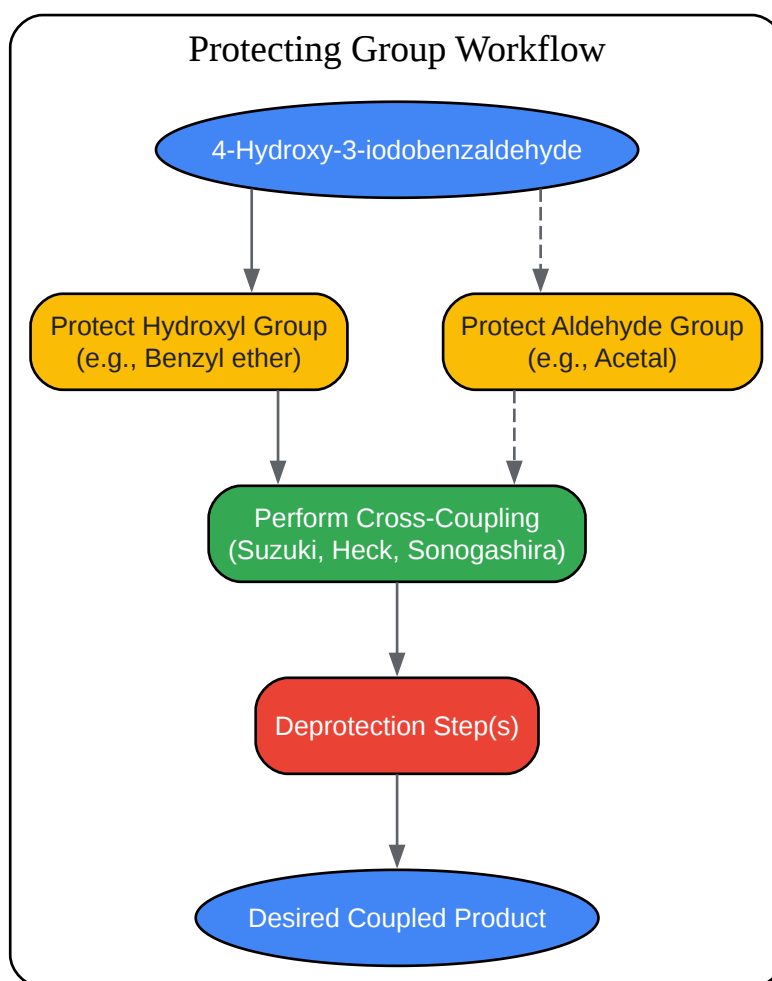 Protecting Group Workflow
4-Hydroxy-3-iodobenzaldehyde
Protect Hydroxyl Group
(e.g., Benzyl ether)
Protect Aldehyde Group
(e.g., Acetal)
Perform Cross-Coupling
(Suzuki, Heck, Sonogashira)
Deprotection Step(s)
Desired Coupled Product